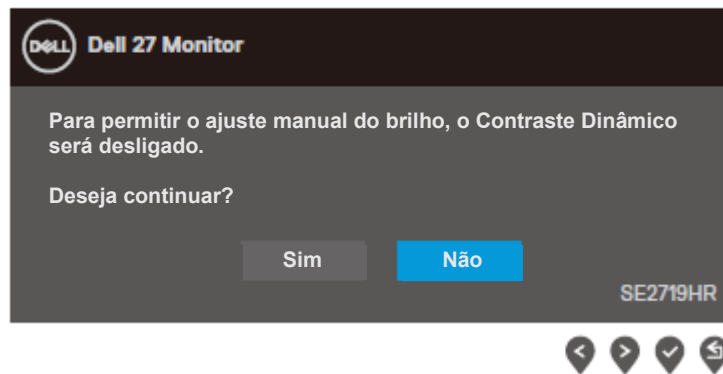 DELL Dell 27 Monitor
Para permitir o ajuste manual do brilho, o Contraste Dinâmico
será desligado.
Deseja continuar?
Sim Não
SE2719HR